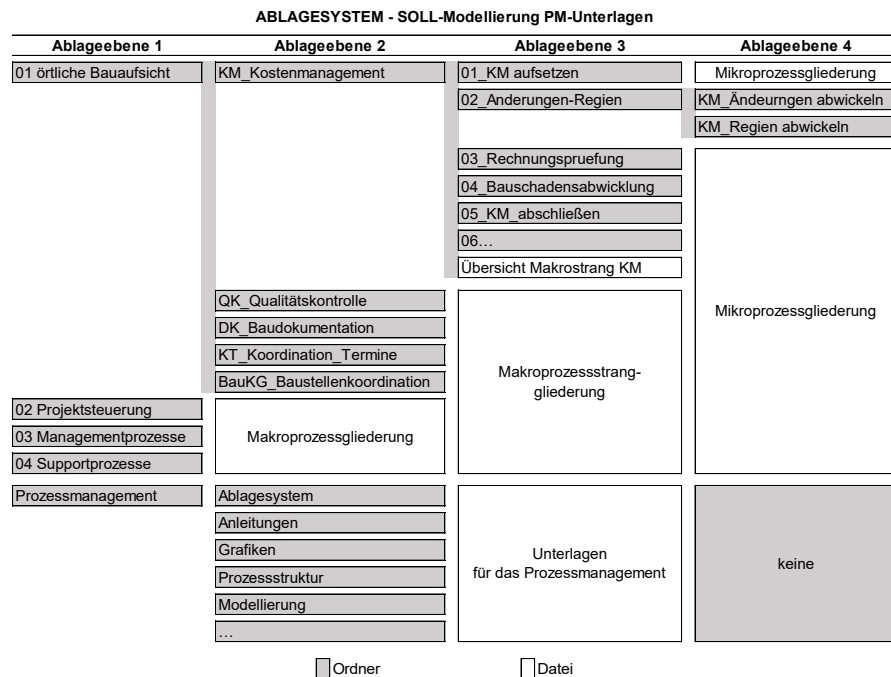 ABLAGESYSTEM - SOLL-Modellierung PM-Unterlagen
Ablageebene 1 Ablageebene 2 Ablageebene 3 Ablageebene 4
01 örtliche Bauaufsicht KM_Kostenmanagement 01_KM aufsetzen Mikroprozessgliederung
02_Änderungen-Regien KM_Ändeurngen abwickeln
KM_Regien abwickeln
03_Rechnungspruefung
04_Bauschadensabwicklung
05_KM_abschließen
06…
Übersicht Makrostrang KM
QK_Qualitätskontrolle
DK_Baudokumentation
KT_Koordination_Termine
BauKG_Baustellenkoordination
Makroprozessstrang-
gliederung
Mikroprozessgliederung
02 Projektsteuerung
03 Managementprozesse
04 Supportprozesse
Makroprozessgliederung
Prozessmanagement Ablagesystem
Anleitungen
Grafiken
Prozessstruktur
Modellierung
…
Unterlagen
für das Prozessmanagement
keine
Ordner Datei